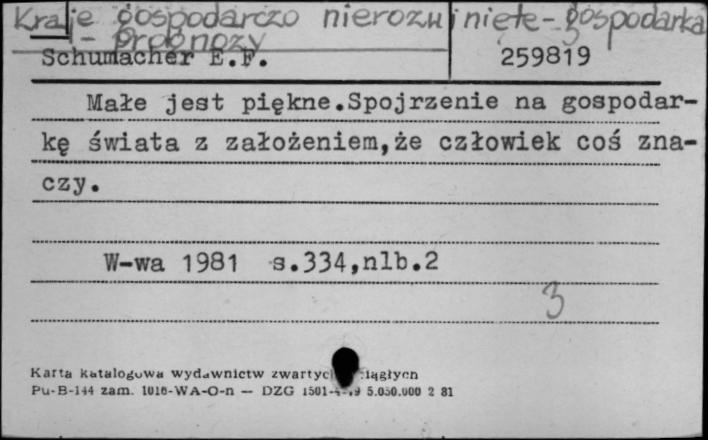 Kraje gospodarczo nierozwinięte - gospodarka
- prognozy
Schumacher E.F. 259819
Małe jest piękne.Spojrzenie na gospodar-
kę świata z założeniem,że człowiek coś zna-
czy.
W-wa 1981 s.334,nlb.2
3
Karta katalogowa wydawnictw zwartych ciągłych
Pu-B-144 zam. 1016-WA-O-n — DZG 5.050.000 2 81